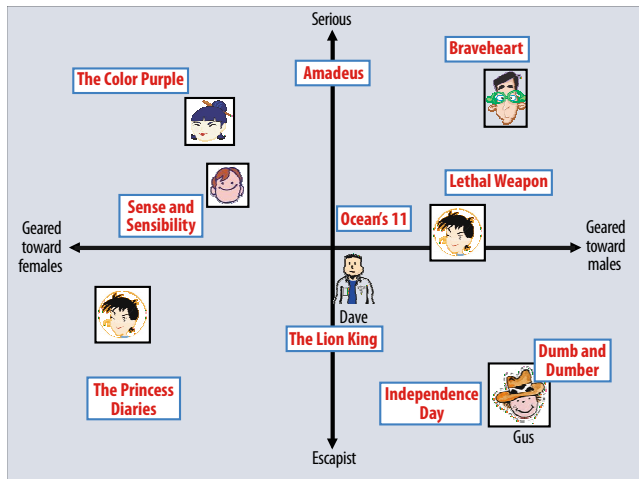 Serious
Braveheart
Amadeus
The Color Purple
Lethal Weapon
Sense and
Sensibility
Ocean's 11
Geared
toward
females
Geared
toward
males
Dave
The Lion King
Dumb and
Dumber
The Princess
Diaries
Independence
Day
Gus
Escapist